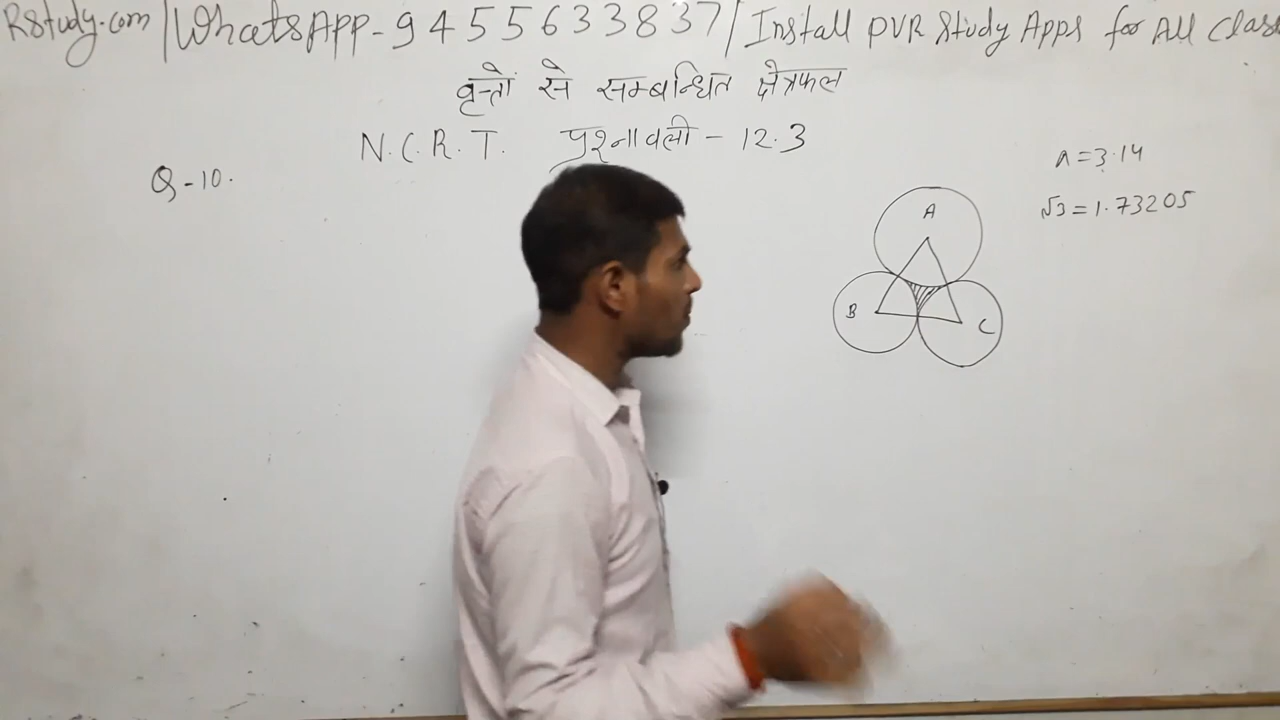 RStudy.com | WhatsApp - 9455633837 | Install PVR Study Apps for All Class
वृत्तों से सम्बन्धित क्षेत्रफल
N.C.R.T. प्रश्नावली - 12.3
Q - 10.
π = 3.14
√3 = 1.73205
A
B
C